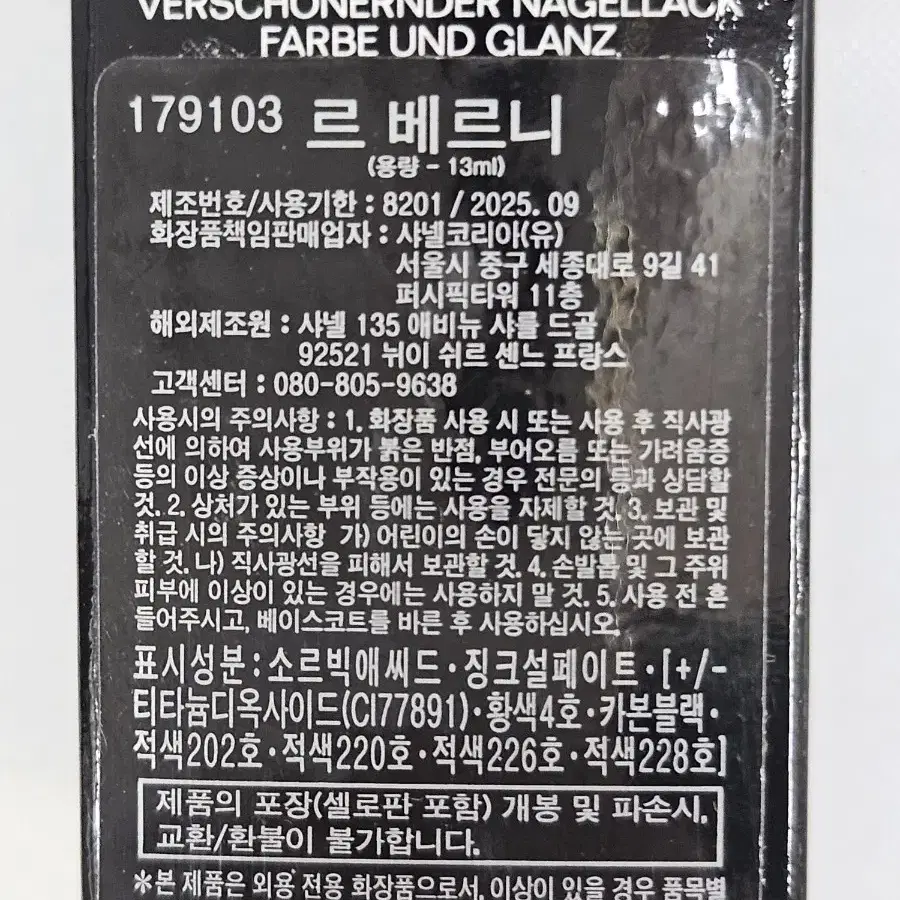 VERSCHÖNERNDER NAGELLACK
FARBE UND GLANZ
179103 르 베르니
(용량 - 13ml)
제조번호/사용기한 : 8201 / 2025. 09
화장품책임판매업자 : 샤넬코리아(유)
서울시 중구 세종대로 9길 41
퍼시픽타워 11층
해외제조원 : 샤넬 135 애비뉴 샤를 드골
92521 뉘이 쉬르 센느 프랑스
고객센터 : 080-805-9638
사용시의 주의사항 : 1. 화장품 사용 시 또는 사용 후 직사광
선에 의하여 사용부위가 붉은 반점, 부어오름 또는 가려움증
등의 이상 증상이나 부작용이 있는 경우 전문의 등과 상담할
것. 2. 상처가 있는 부위 등에는 사용을 자제할 것. 3. 보관 및
취급 시의 주의사항 가) 어린이의 손이 닿지 않는 곳에 보관
할 것. 나) 직사광선을 피해서 보관할 것. 4. 손발톱 및 그 주위
피부에 이상이 있는 경우에는 사용하지 말 것. 5. 사용 전 흔
들어주시고, 베이스코트를 바른 후 사용하십시오.
표시성분 : 소르빅애씨드 · 징크설페이트 · [+/-
티타늄디옥사이드(CI77891) · 황색4호 · 카본블랙 ·
적색202호 · 적색220호 · 적색226호 · 적색228호]
제품의 포장(셀로판 포함) 개봉 및 파손시,
교환/환불이 불가합니다.
※본 제품은 외용 전용 화장품으로서, 이상이 있을 경우 품목별